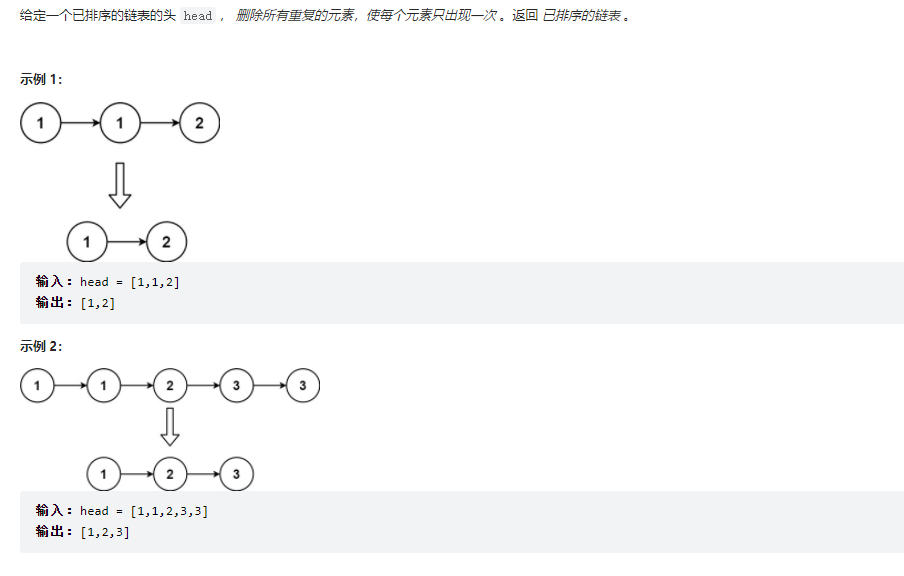 给定一个已排序的链表的头 head ， 删除所有重复的元素，使每个元素只出现一次 。返回 已排序的链表 。
示例 1：
1 1 2
1 2
输入：head = [1,1,2]
输出：[1,2]
示例 2：
1 1 2 3 3
1 2 3
输入：head = [1,1,2,3,3]
输出：[1,2,3]